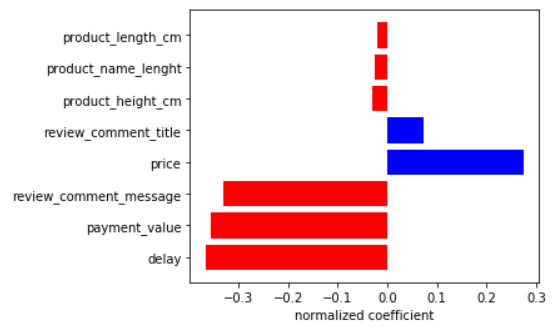 product_length_cm
product_name_lenght
product_height_cm
review_comment_title
price
review_comment_message
payment_value
delay
−0.3 −0.2 −0.1 0.0 0.1 0.2 0.3
normalized coefficient